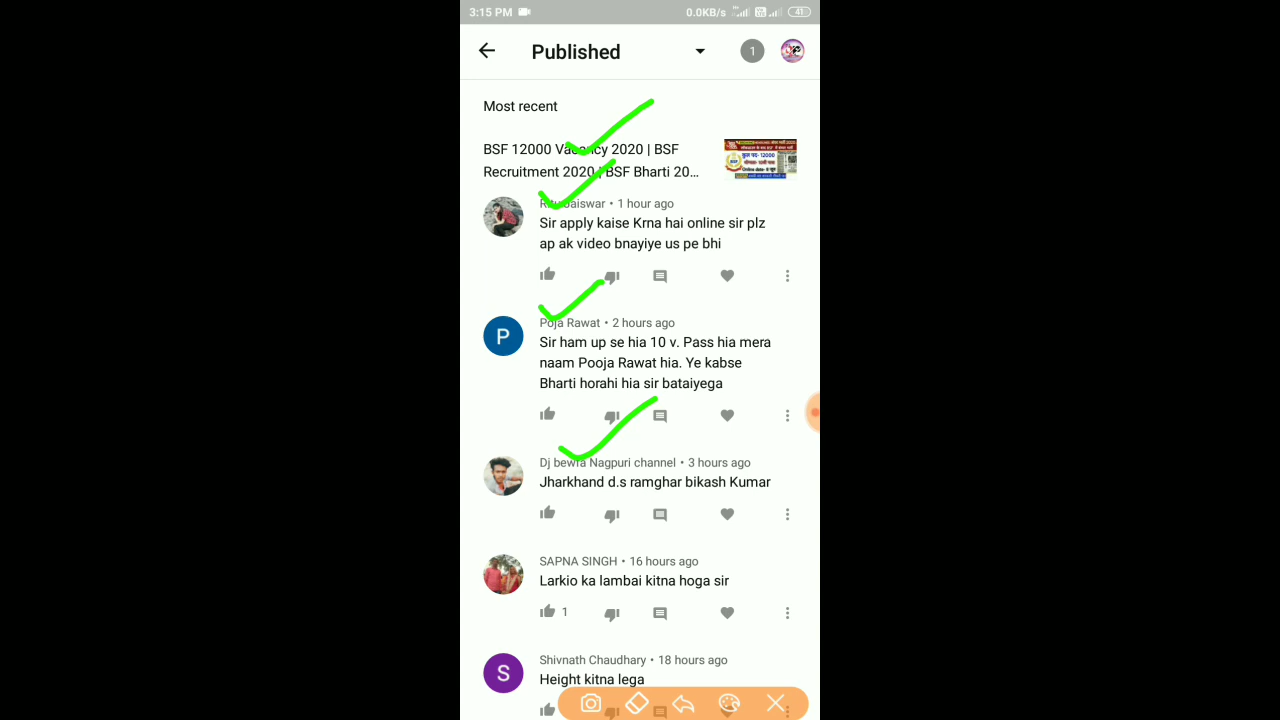 3:15 PM
0.0KB/s
41
Published
1
Most recent
BSF 12000 Vacancy 2020 | BSF
Recruitment 2020 | BSF Bharti 20...
jaiswar • 1 hour ago
Sir apply kaise Krna hai online sir plz
ap ak video bnayiye us pe bhi
Poja Rawat • 2 hours ago
P
Sir ham up se hia 10 v. Pass hia mera
naam Pooja Rawat hia. Ye kabse
Bharti horahi hia sir bataiyega
Dj bewfa Nagpuri channel • 3 hours ago
Jharkhand d.s ramghar bikash Kumar
SAPNA SINGH • 16 hours ago
Larkio ka lambai kitna hoga sir
1
Shivnath Chaudhary • 18 hours ago
S
Height kitna lega